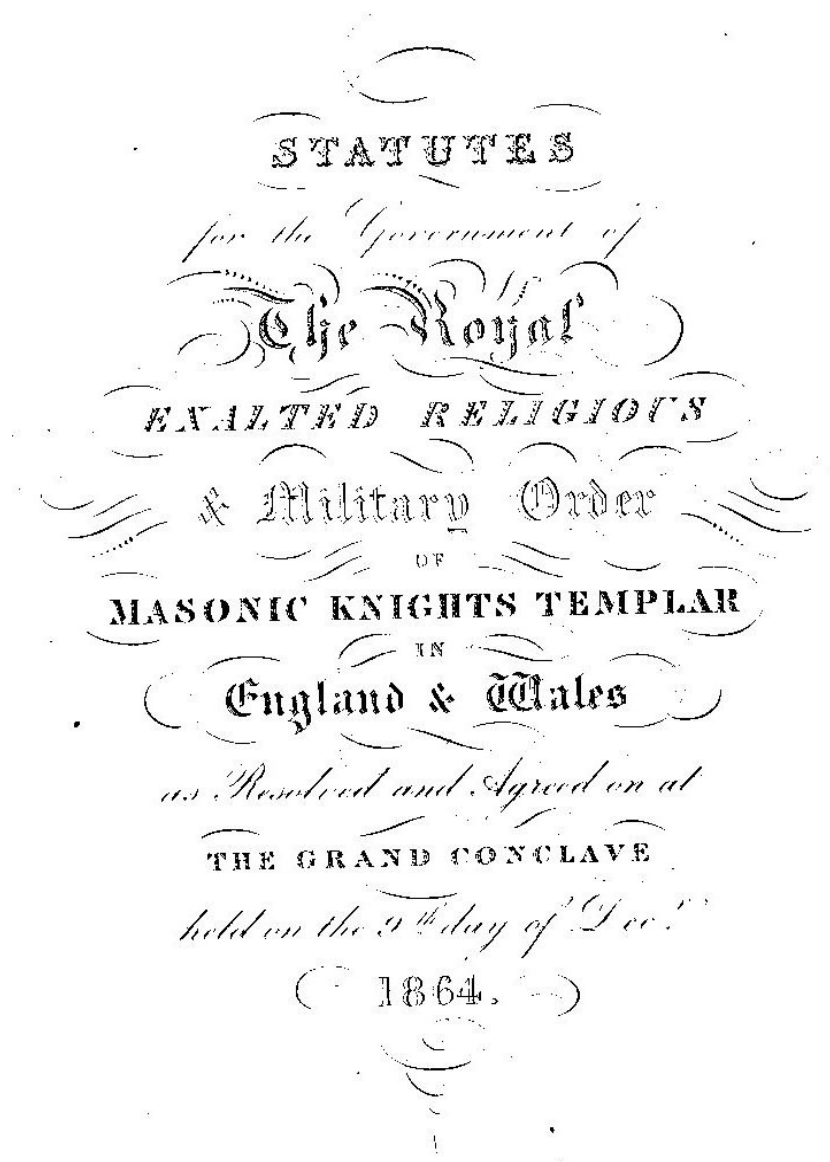 STATUTES
for the Government of
The Royal
EXALTED RELIGIOUS
& Military Order
OF
MASONIC KNIGHTS TEMPLAR
IN
England & Wales
as Resolved and Agreed on at
THE GRAND CONCLAVE
held on the 9th day of Decr.
1864.